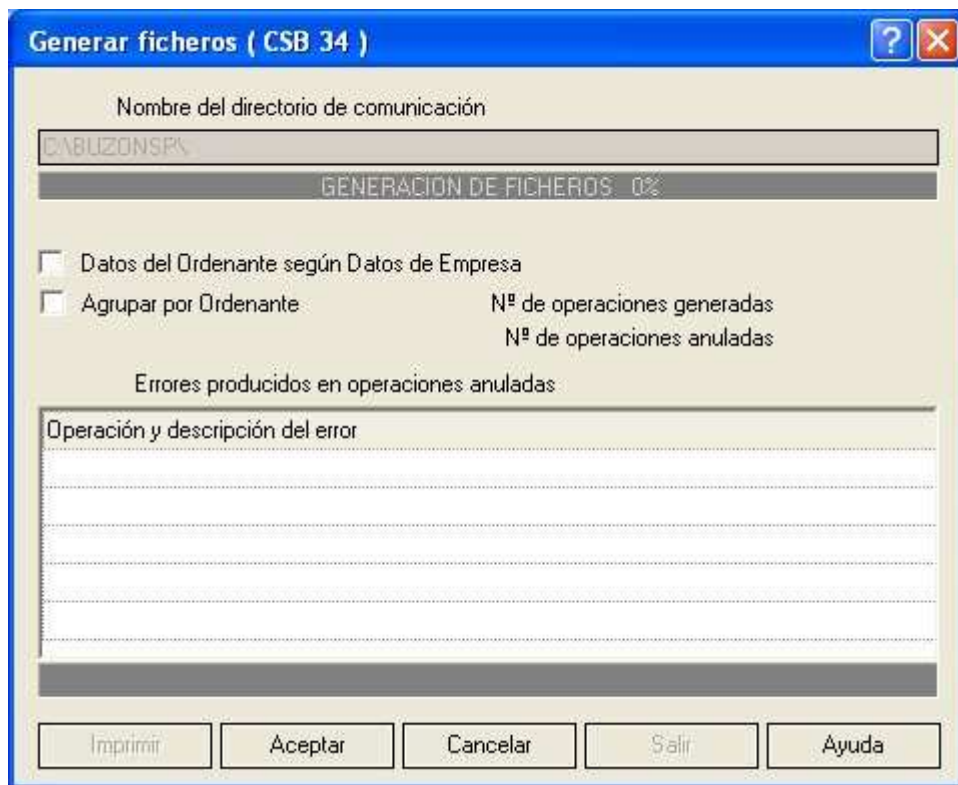 Generar ficheros ( CSB 34 )
Nombre del directorio de comunicación
C:\BUZONSP\
GENERACION DE FICHEROS 0%
Datos del Ordenante según Datos de Empresa
Agrupar por Ordenante
Nº de operaciones generadas
Nº de operaciones anuladas
Errores producidos en operaciones anuladas
Operación y descripción del error
Imprimir Aceptar Cancelar Salir Ayuda